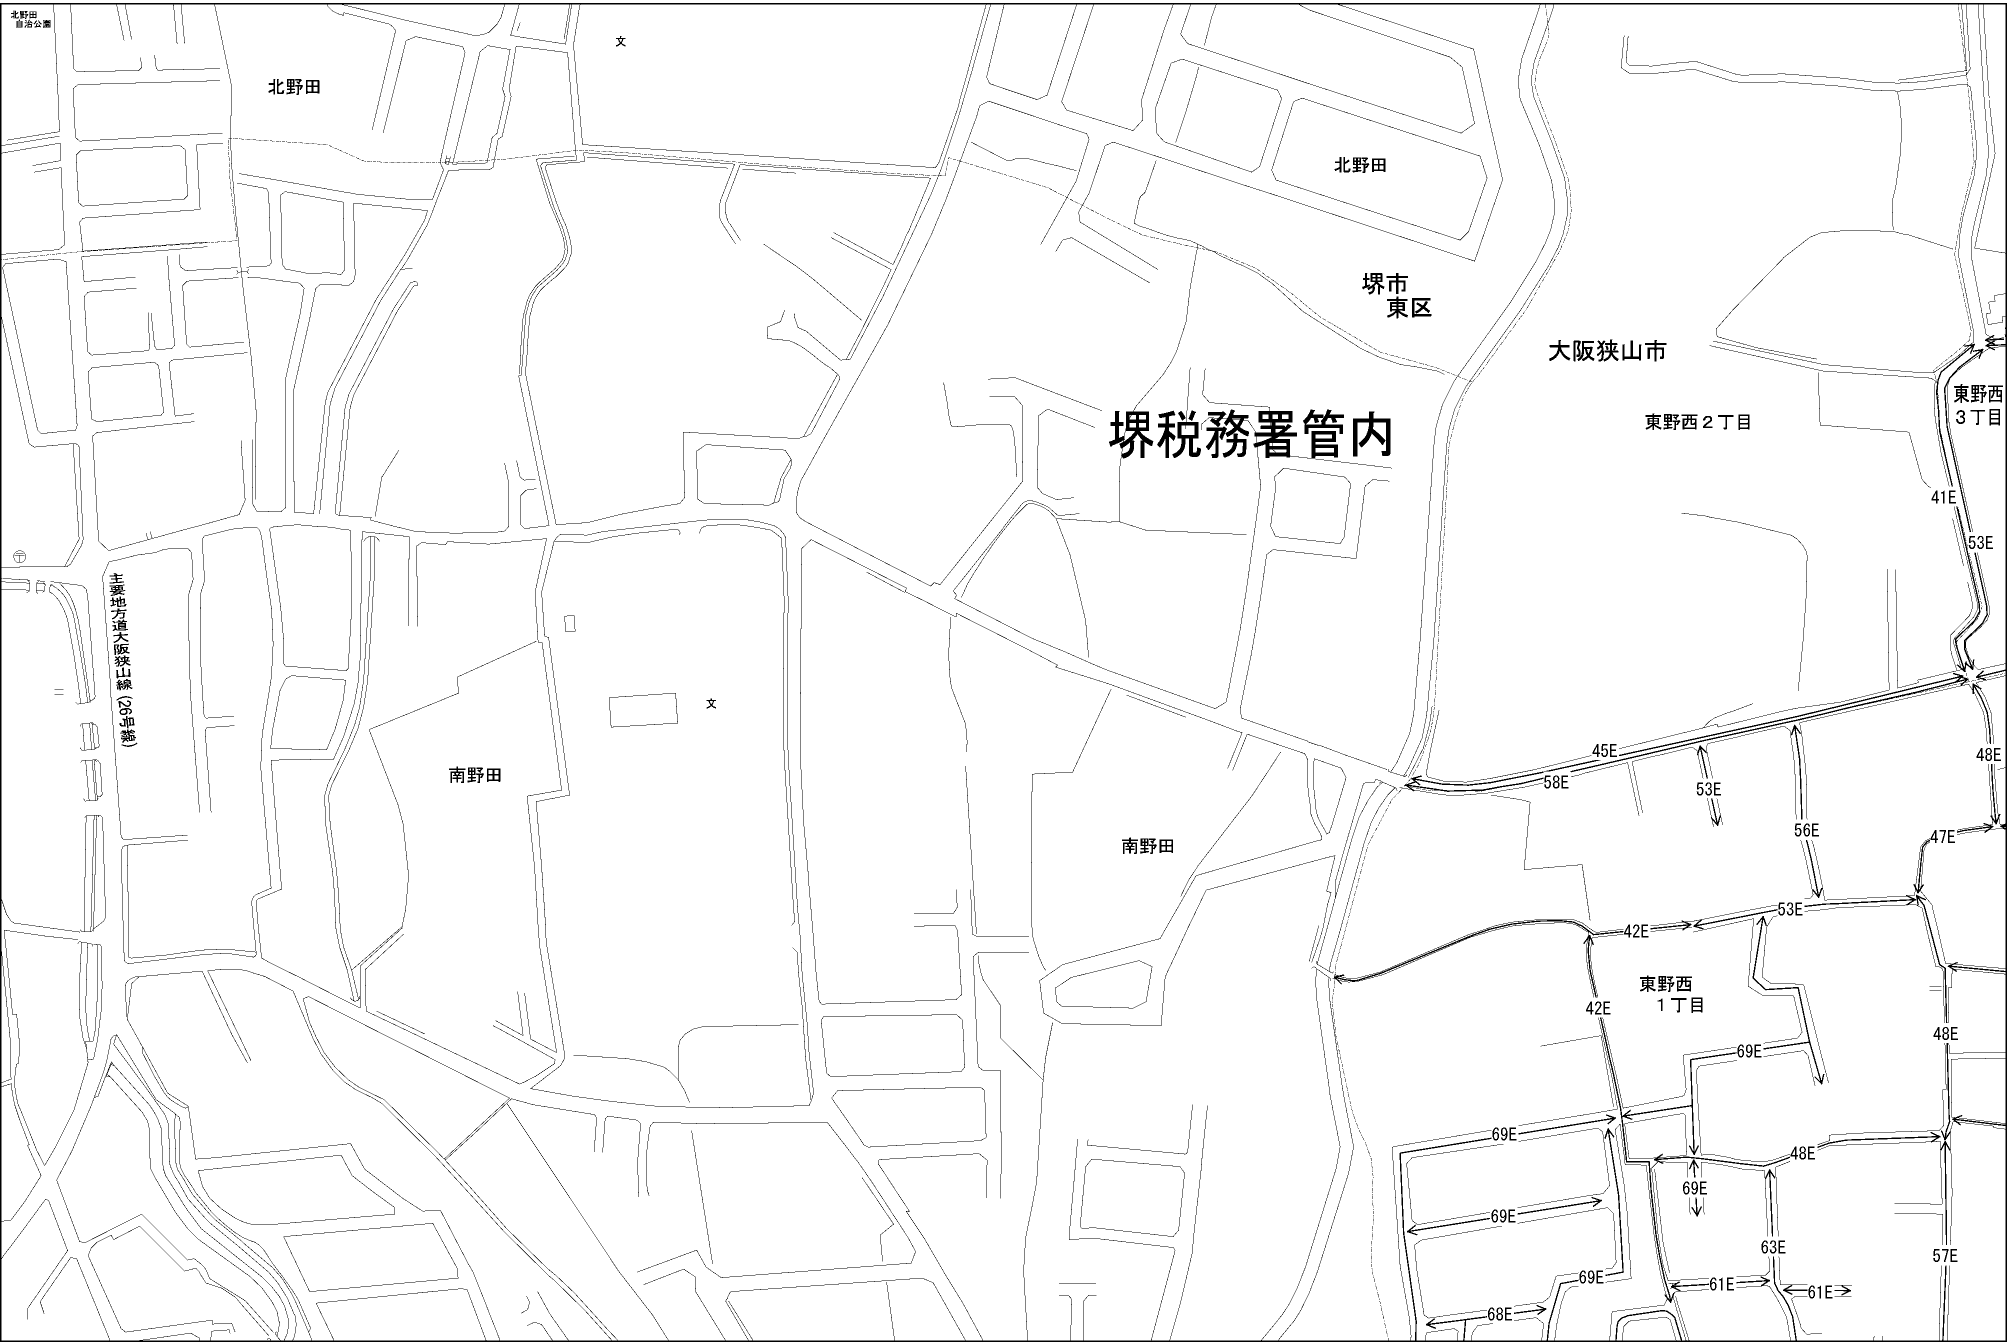 北野田
自治公園
文
北野田
北野田
堺市
東区
大阪狭山市
東野西
3丁目
東野西2丁目
堺税務署管内
41E
53E
主要地方道大阪狭山線(26号線)
文
南野田
45E
58E
53E
48E
56E
47E
南野田
53E
42E
東野西
1丁目
42E
48E
69E
69E
48E
69E
69E
63E
57E
69E
61E
61E
68E